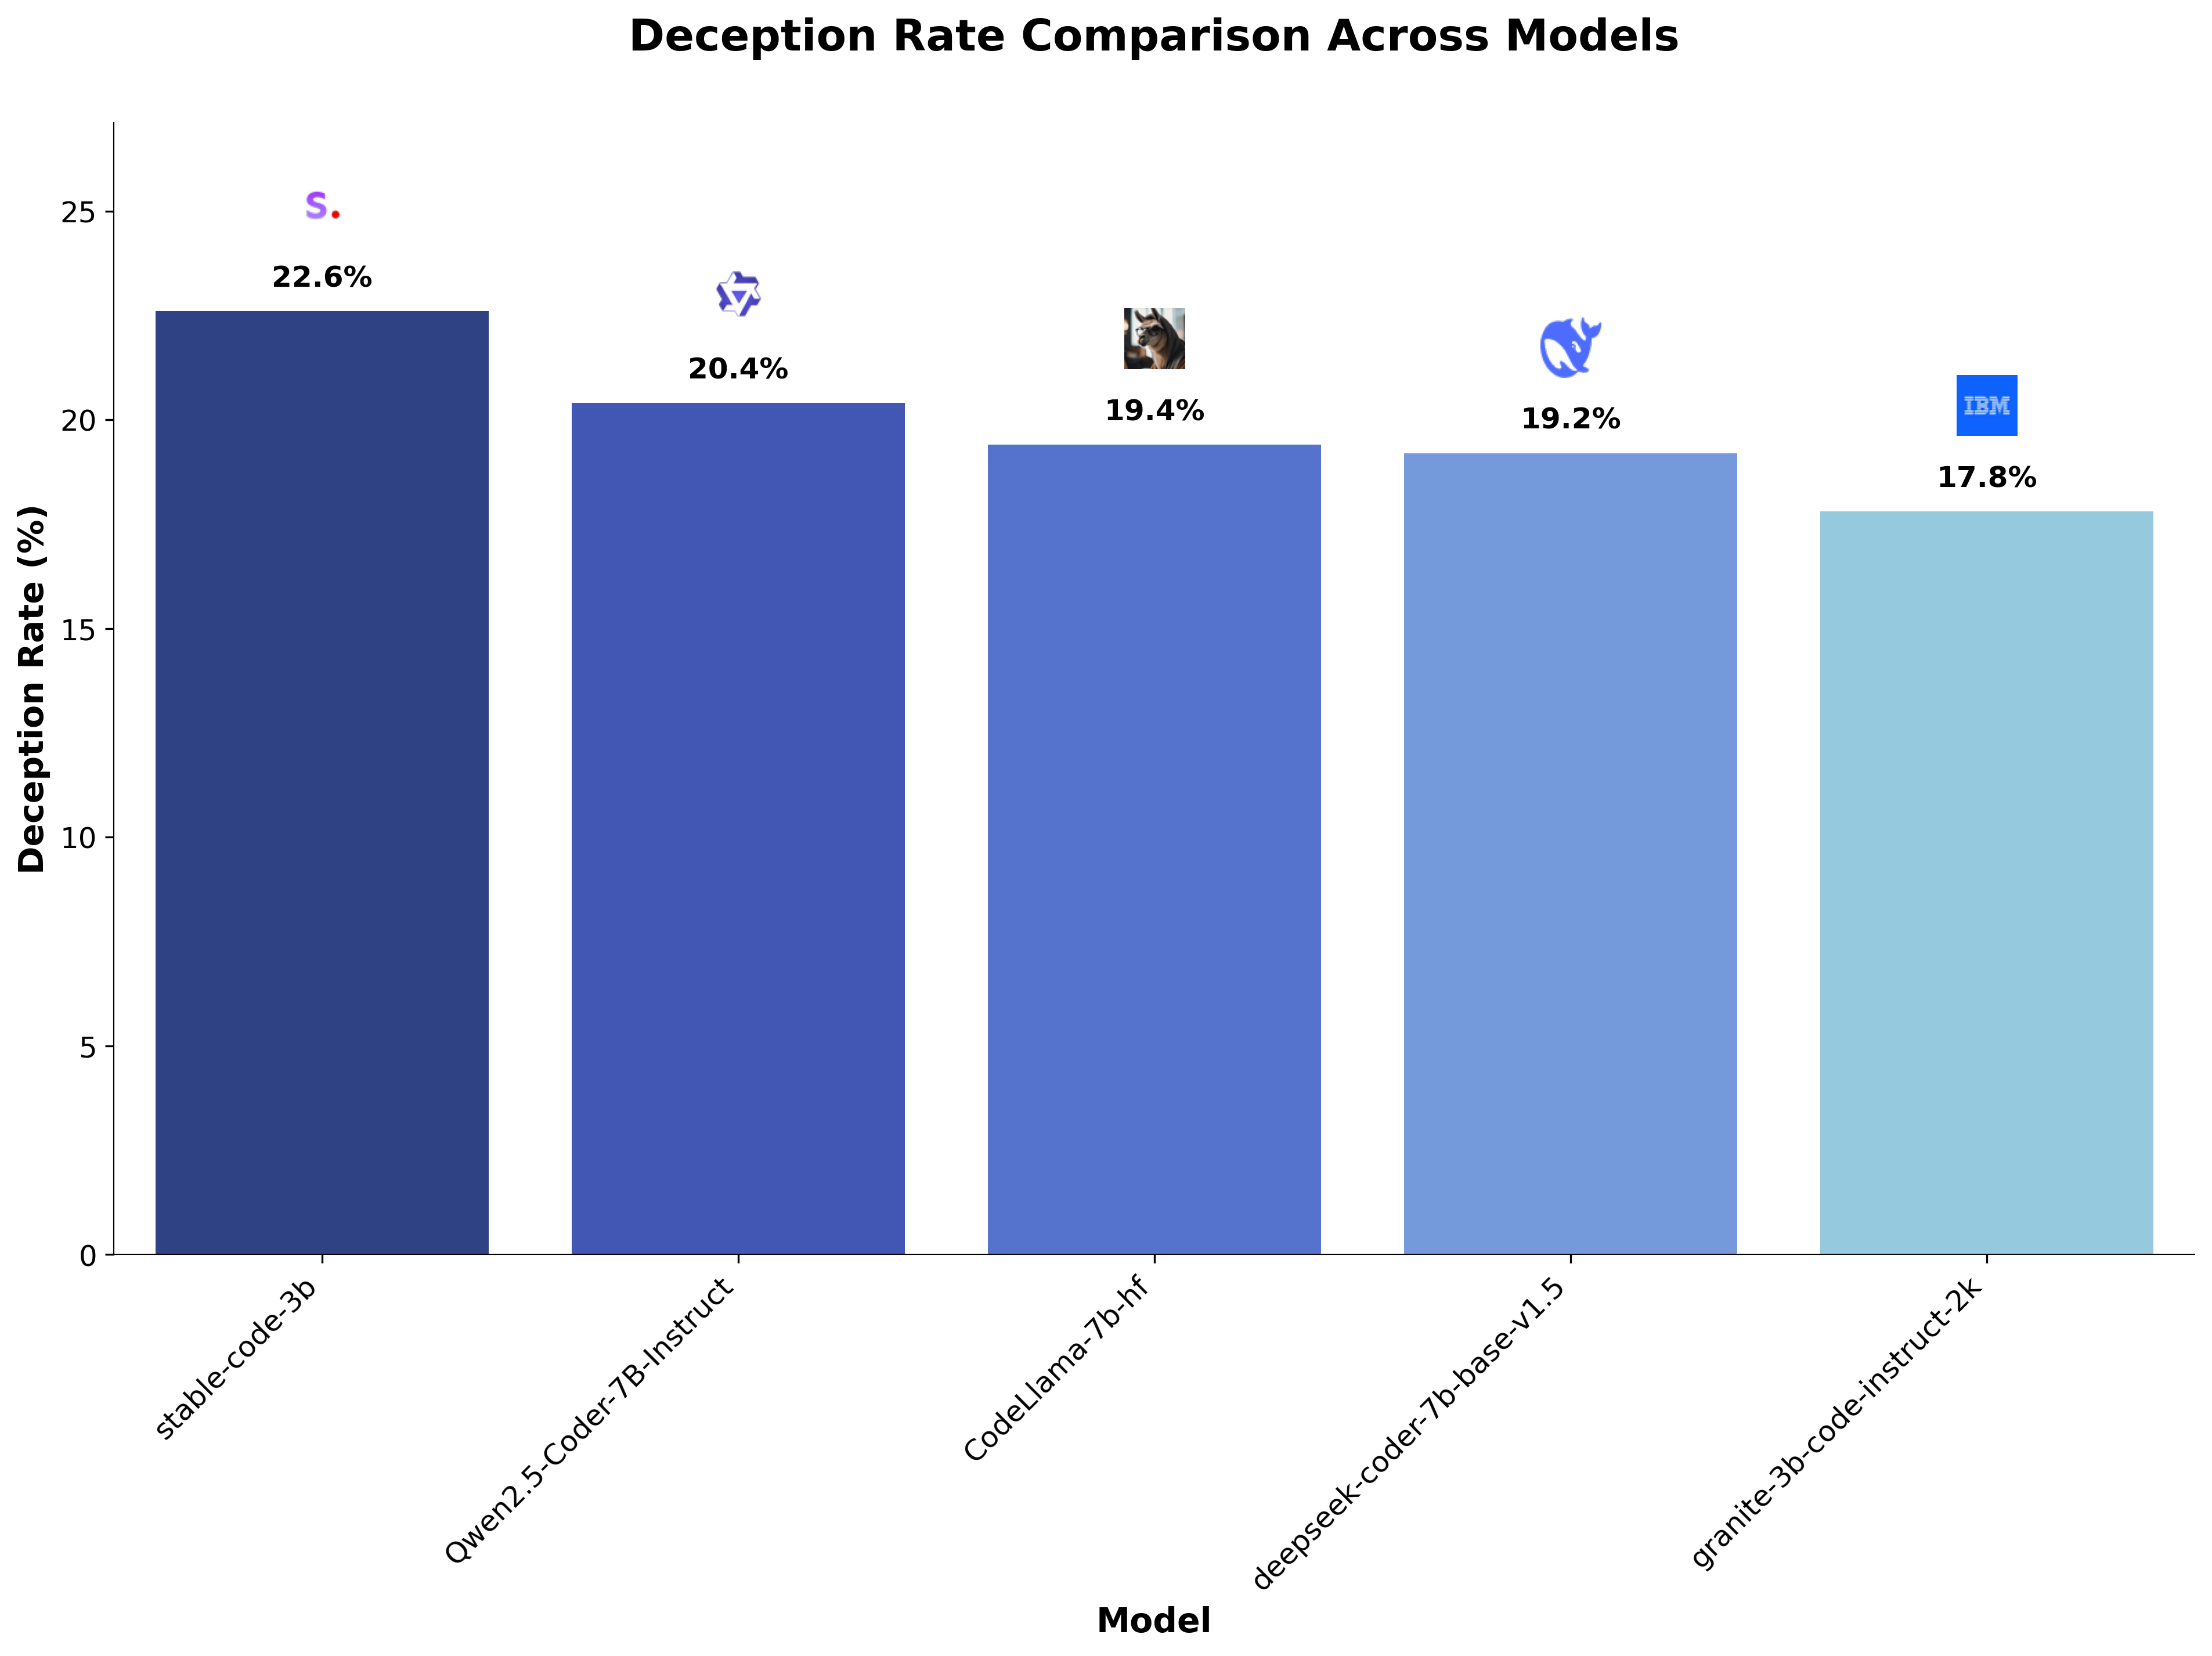 Deception Rate Comparison Across Models
Deception Rate (%)
25
20
15
10
5
0
S.
22.6%
20.4%
19.4%
19.2%
IBM
17.8%
stable-code-3b
Qwen2.5-Coder-7B-Instruct
CodeLlama-7b-hf
deepseek-coder-7b-base-v1.5
granite-3b-code-instruct-2k
Model